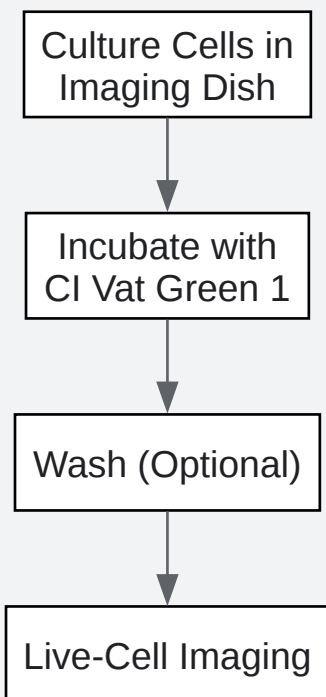 Culture Cells in
Imaging Dish
Incubate with
CI Vat Green 1
Wash (Optional)
Live-Cell Imaging